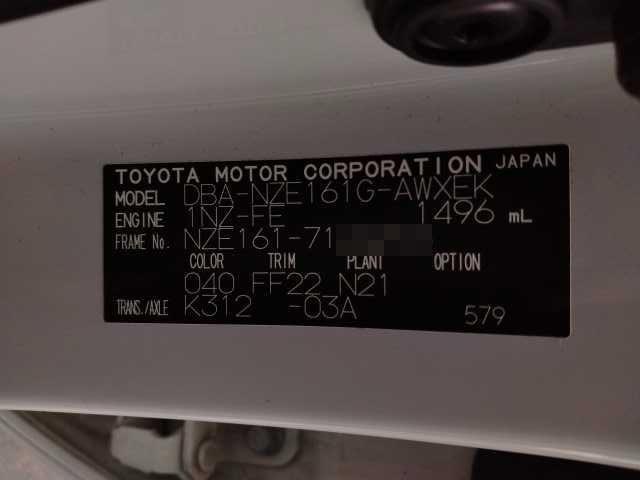 TOYOTA MOTOR CORPORATION JAPAN
MODEL DBA-NZE161G-AWXEK
ENGINE 1NZ-FE 1496 mL
FRAME No. NZE161-71
COLOR TRIM PLANT OPTION
040 FF22 N21
TRANS./AXLE K312 -03A 579